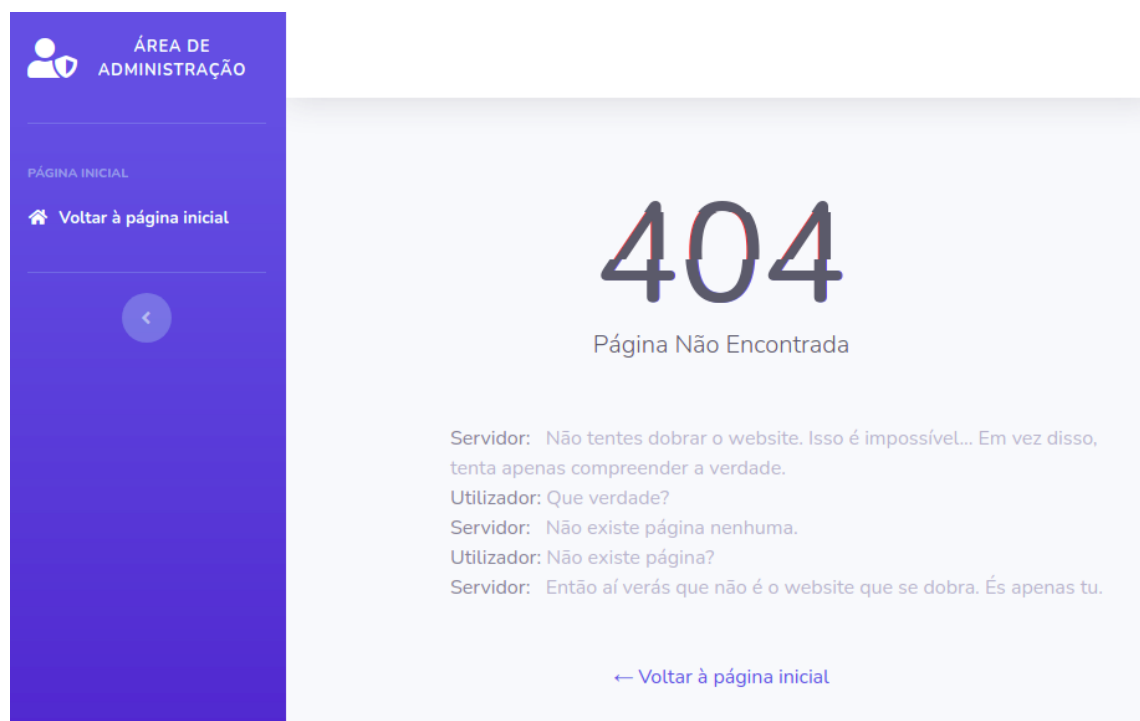 ÁREA DE
ADMINISTRAÇÃO
PÁGINA INICIAL
Voltar à página inicial
404
Página Não Encontrada
Servidor: Não tentes dobrar o website. Isso é impossível... Em vez disso,
tenta apenas compreender a verdade.
Utilizador: Que verdade?
Servidor: Não existe página nenhuma.
Utilizador: Não existe página?
Servidor: Então aí verás que não é o website que se dobra. És apenas tu.
← Voltar à página inicial